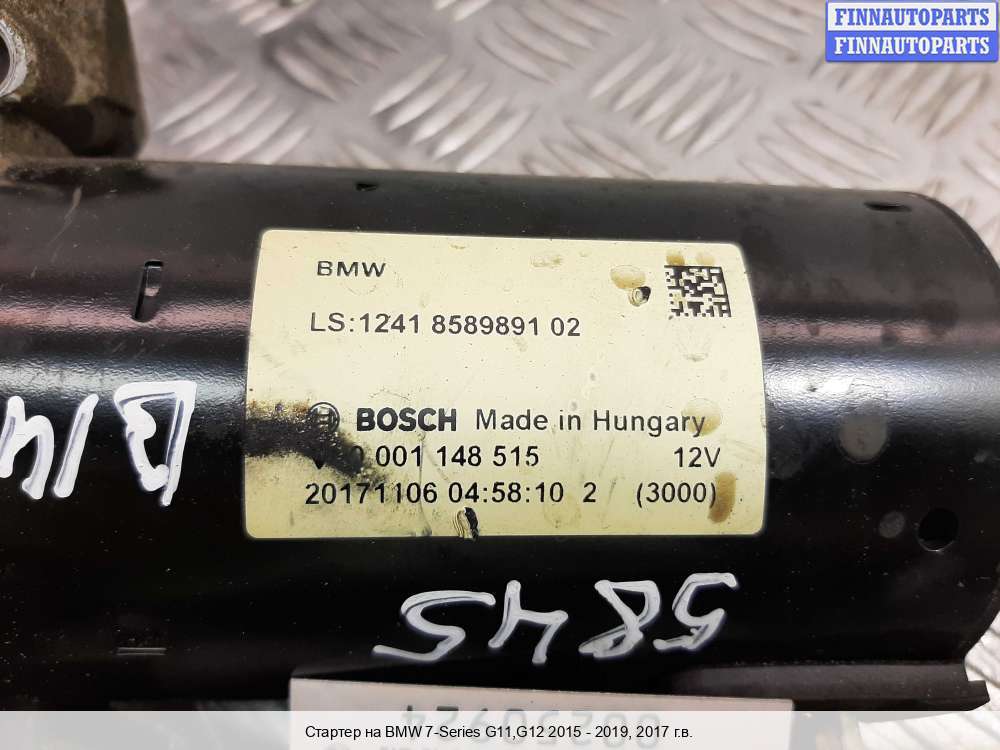 FINNAUTOPARTS
FINNAUTOPARTS
BMW
LS:1241 8589891 02
BOSCH Made in Hungary
001 148 515 12V
20171106 04:58:10 2 (3000)
5845
Стартер на BMW 7-Series G11,G12 2015 - 2019, 2017 г.в.